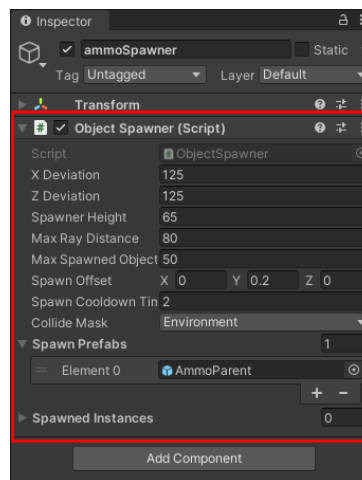 Inspector
ammoSpawner Static
Tag Untagged Layer Default
Transform
# Object Spawner (Script)
Script ObjectSpawner
X Deviation 125
Z Deviation 125
Spawner Height 65
Max Ray Distance 80
Max Spawned Object 50
Spawn Offset X 0 Y 0.2 Z 0
Spawn Cooldown Tin 2
Collide Mask Environment
Spawn Prefabs 1
Element 0 AmmoParent
+ −
Spawned Instances 0
Add Component